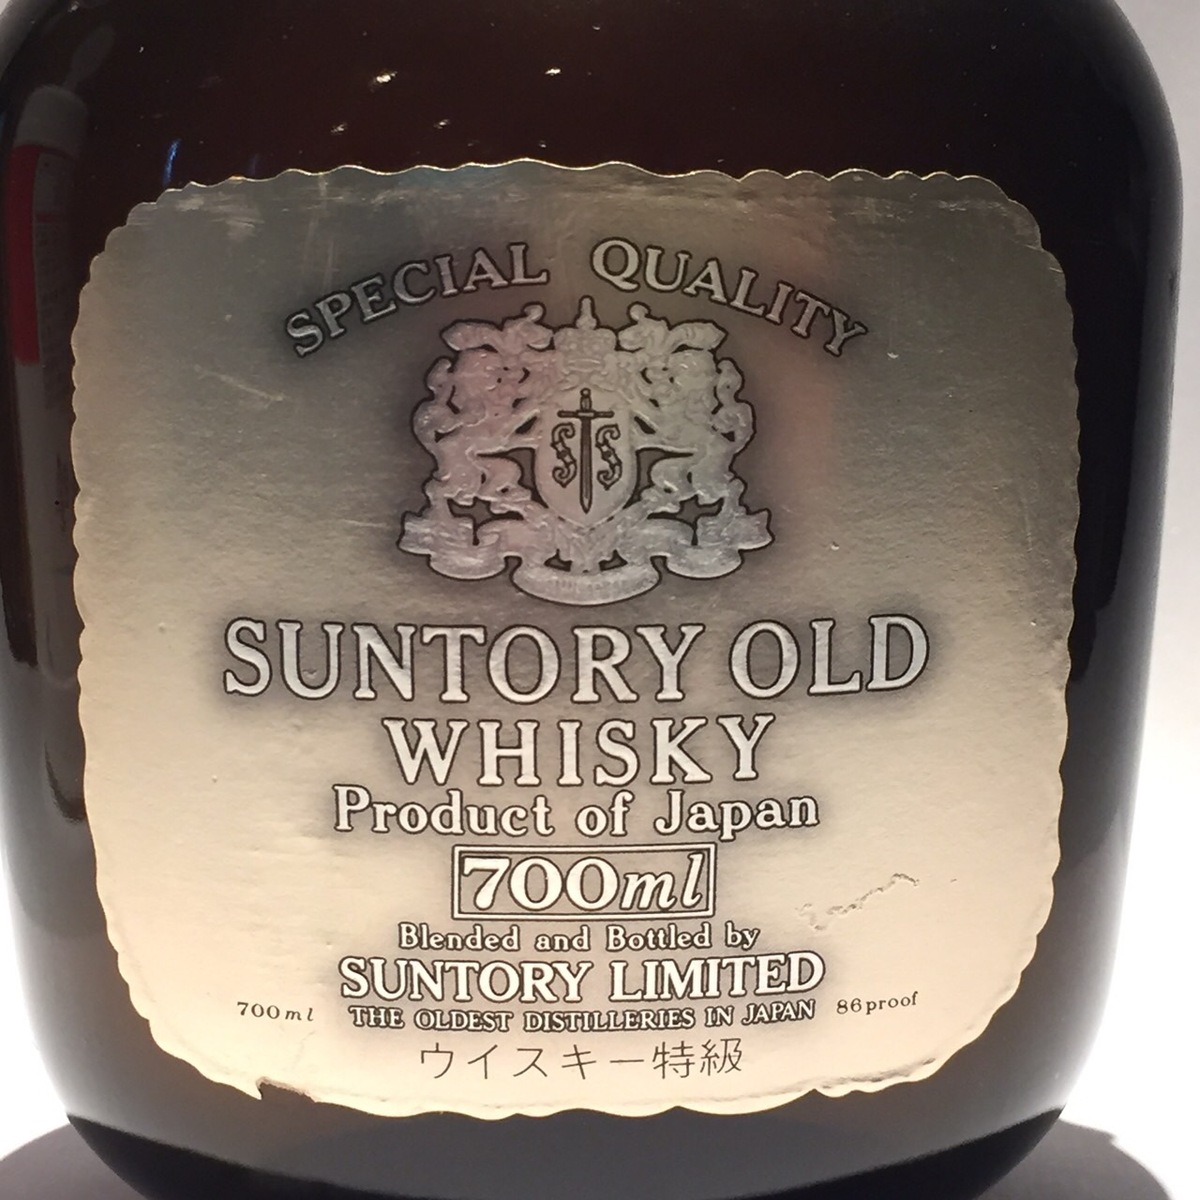 SPECIAL QUALITY
S S
SUNTORY OLD
WHISKY
Product of Japan
700ml
Blended and Bottled by
SUNTORY LIMITED
700ml THE OLDEST DISTILLERIES IN JAPAN 86proof
ウイスキー特級